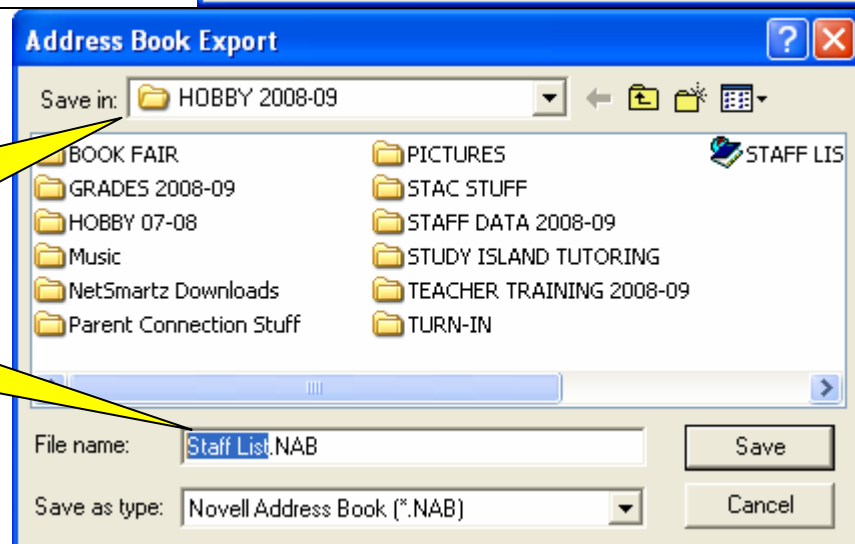 Address Book Export
Save in: HOBBY 2008-09
BOOK FAIR PICTURES STAFF LIS
GRADES 2008-09 STAC STUFF
HOBBY 07-08 STAFF DATA 2008-09
Music STUDY ISLAND TUTORING
NetSmartz Downloads TEACHER TRAINING 2008-09
Parent Connection Stuff TURN-IN
File name: Staff List.NAB Save
Save as type: Novell Address Book (*.NAB) Cancel